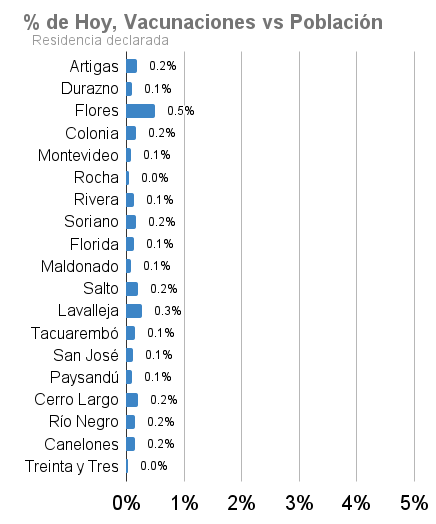 % de Hoy, Vacunaciones vs Población
Residencia declarada
Artigas 0.2%
Durazno 0.1%
Flores 0.5%
Colonia 0.2%
Montevideo 0.1%
Rocha 0.0%
Rivera 0.1%
Soriano 0.2%
Florida 0.1%
Maldonado 0.1%
Salto 0.2%
Lavalleja 0.3%
Tacuarembó 0.1%
San José 0.1%
Paysandú 0.1%
Cerro Largo 0.2%
Río Negro 0.2%
Canelones 0.2%
Treinta y Tres 0.0%
0% 1% 2% 3% 4% 5%